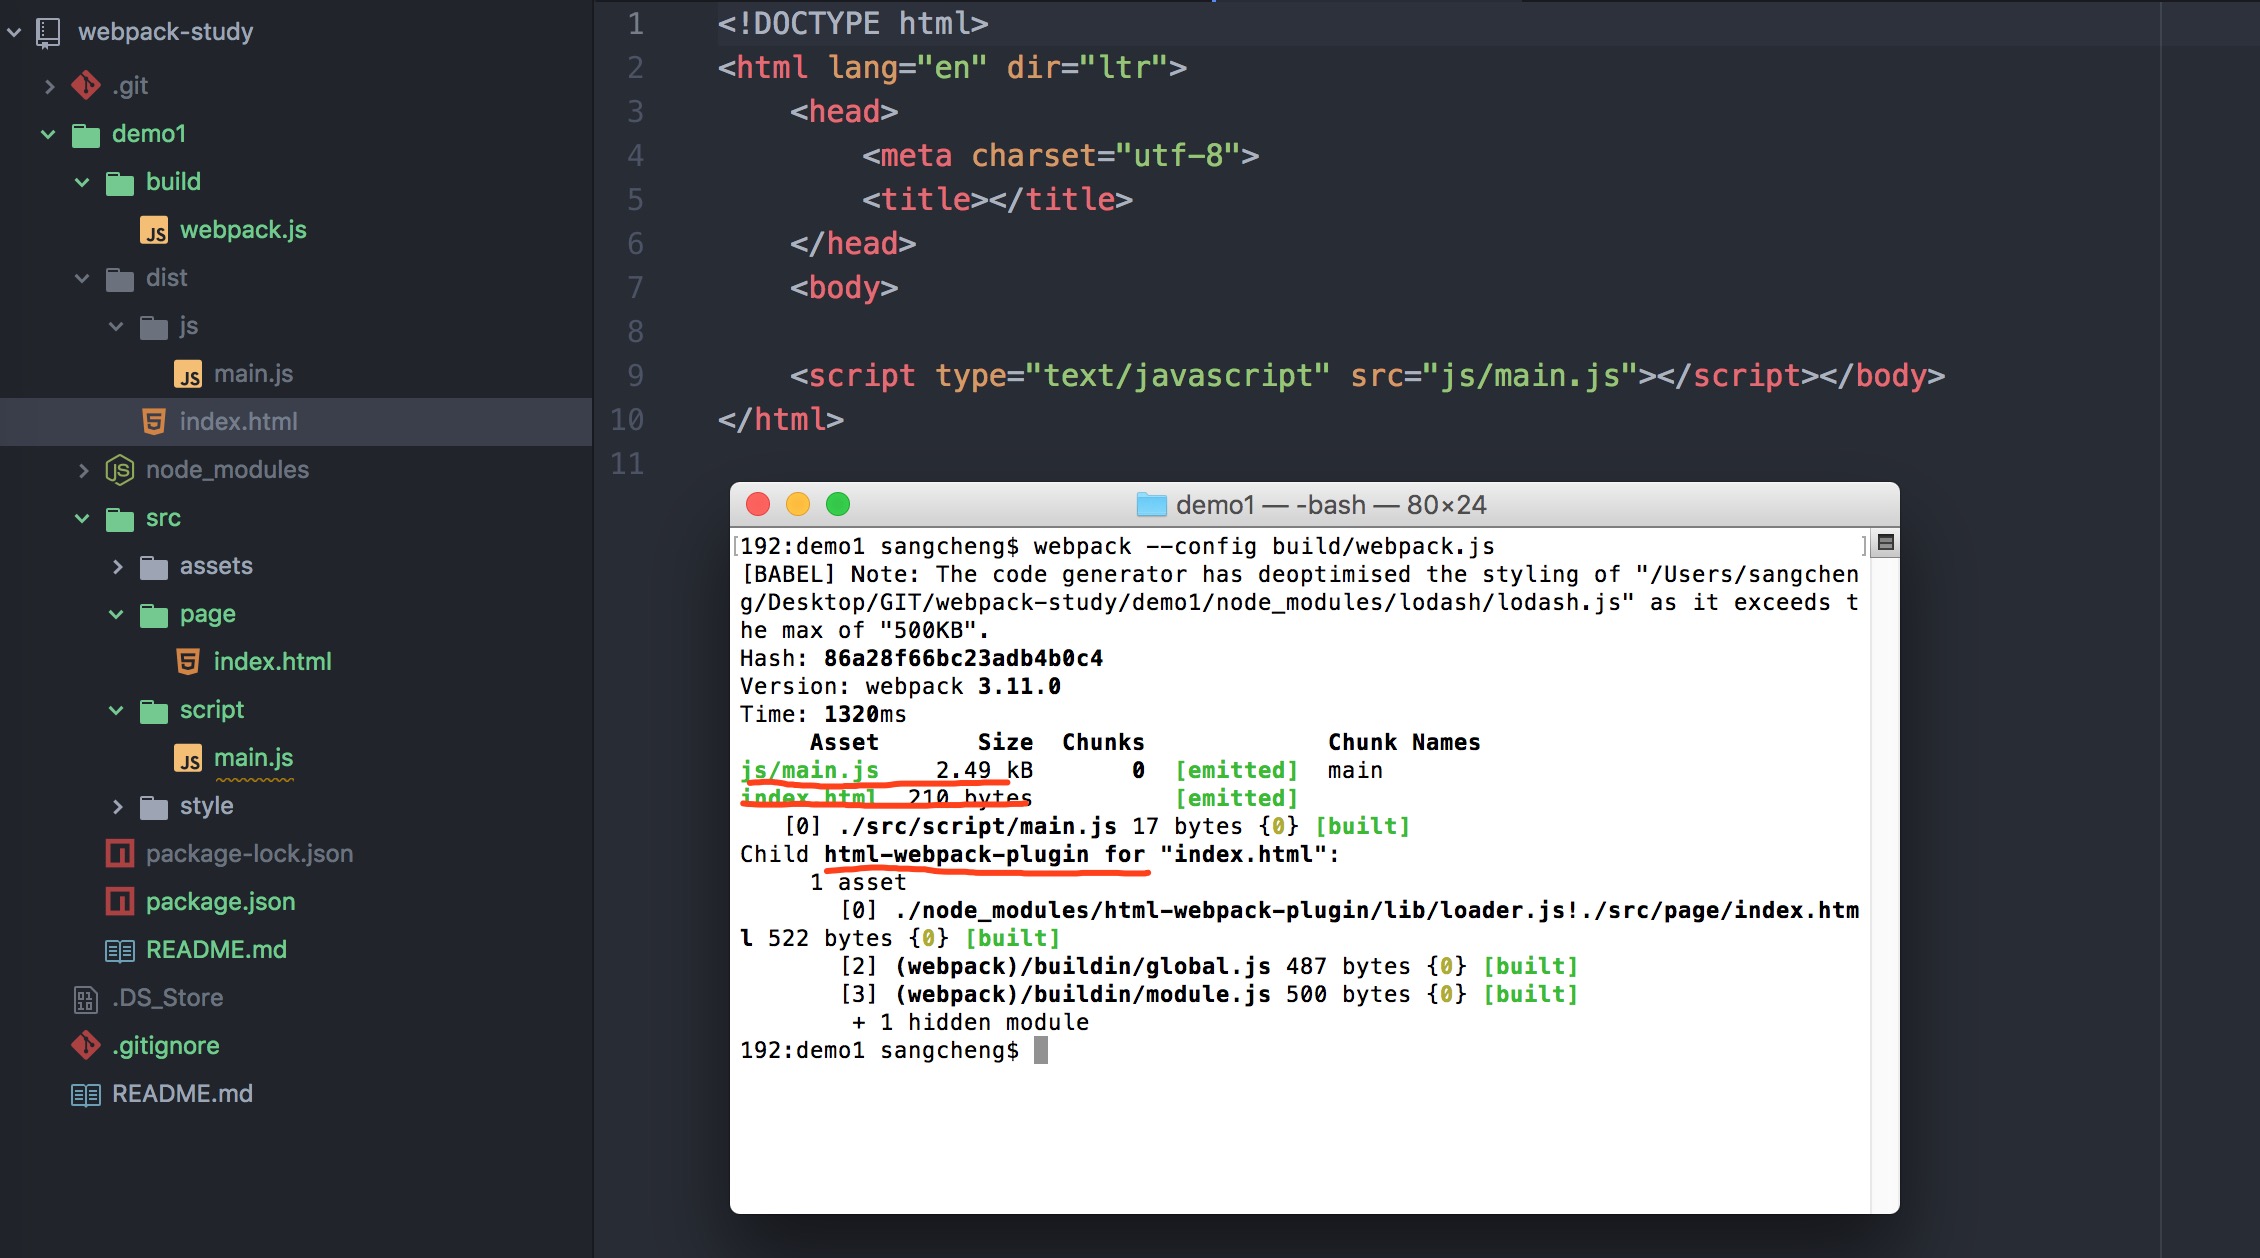 webpack-study
.git
demo1
build
webpack.js
dist
js
main.js
index.html
node_modules
src
assets
page
index.html
script
main.js
style
package-lock.json
package.json
README.md
.DS_Store
.gitignore
README.md
1 <!DOCTYPE html>
2 <html lang="en" dir="ltr">
3 <head>
4 <meta charset="utf-8">
5 <title></title>
6 </head>
7 <body>
8
9 <script type="text/javascript" src="js/main.js"></script></body>
10 </html>
11
demo1 — -bash — 80×24
192:demo1 sangcheng$ webpack --config build/webpack.js
[BABEL] Note: The code generator has deoptimised the styling of "/Users/sangchen
g/Desktop/GIT/webpack-study/demo1/node_modules/lodash/lodash.js" as it exceeds t
he max of "500KB".
Hash: 86a28f66bc23adb4b0c4
Version: webpack 3.11.0
Time: 1320ms
Asset Size Chunks Chunk Names
js/main.js 2.49 kB 0 [emitted] main
index.html 210 bytes [emitted]
[0] ./src/script/main.js 17 bytes {0} [built]
Child html-webpack-plugin for "index.html":
1 asset
[0] ./node_modules/html-webpack-plugin/lib/loader.js!./src/page/index.htm
l 522 bytes {0} [built]
[2] (webpack)/buildin/global.js 487 bytes {0} [built]
[3] (webpack)/buildin/module.js 500 bytes {0} [built]
+ 1 hidden module
192:demo1 sangcheng$